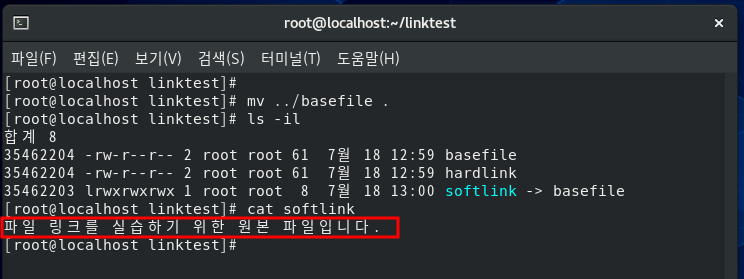 root@localhost:~/linktest
파일(F) 편집(E) 보기(V) 검색(S) 터미널(T) 도움말(H)
[root@localhost linktest]#
[root@localhost linktest]# mv ../basefile .
[root@localhost linktest]# ls -il
합계 8
35462204 -rw-r--r-- 2 root root 61  7월 18 12:59 basefile
35462204 -rw-r--r-- 2 root root 61  7월 18 12:59 hardlink
35462203 lrwxrwxrwx 1 root root  8  7월 18 13:00 softlink -> basefile
[root@localhost linktest]# cat softlink
파일 링크를 실습하기 위한 원본 파일입니다.
[root@localhost linktest]#